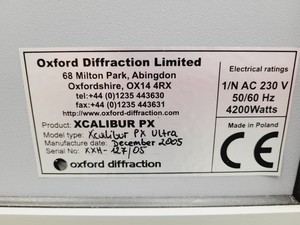 Oxford Diffraction Limited
68 Milton Park, Abingdon
Oxfordshire, OX14 4RX
tel:+44 (0)1235 443630
fax:+44 (0)1235 443631
http://www.oxford-diffraction.com
Product: XCALIBUR PX
Model type: Xcalibur PX Ultra
Manufacture date: December 2005
Serial No: XXH-127/05
oxford diffraction
Electrical ratings
1/N AC 230 V
50/60 Hz
4200Watts
Made in Poland
CE